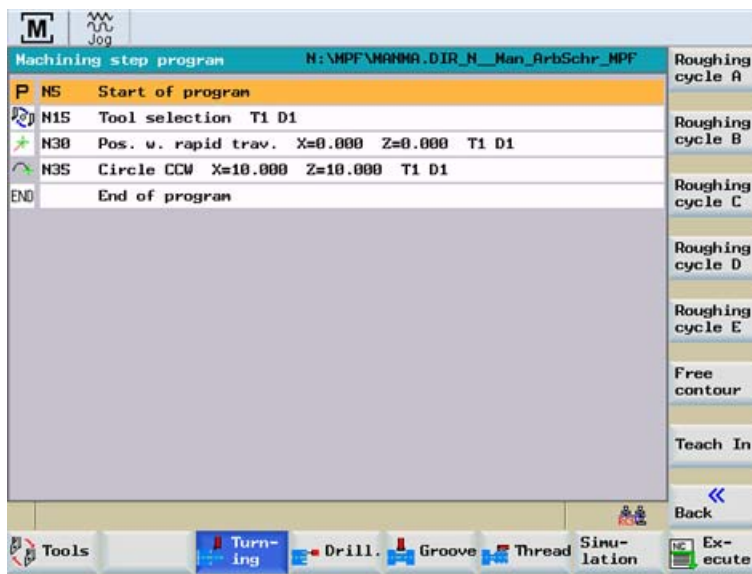 M
Jog
Machining step program N:\MPF\MANMA.DIR_N__Man_ArbSchr_MPF
P N5 Start of program
N15 Tool selection T1 D1
N30 Pos. w. rapid trav. X=0.000 Z=0.000 T1 D1
N35 Circle CCW X=10.000 Z=10.000 T1 D1
END End of program
Roughing
cycle A
Roughing
cycle B
Roughing
cycle C
Roughing
cycle D
Roughing
cycle E
Free
contour
Teach In
«
Back
Tools
Turn-
ing
Drill.
Groove
Thread
Simu-
lation
NC
Ex-
ecute